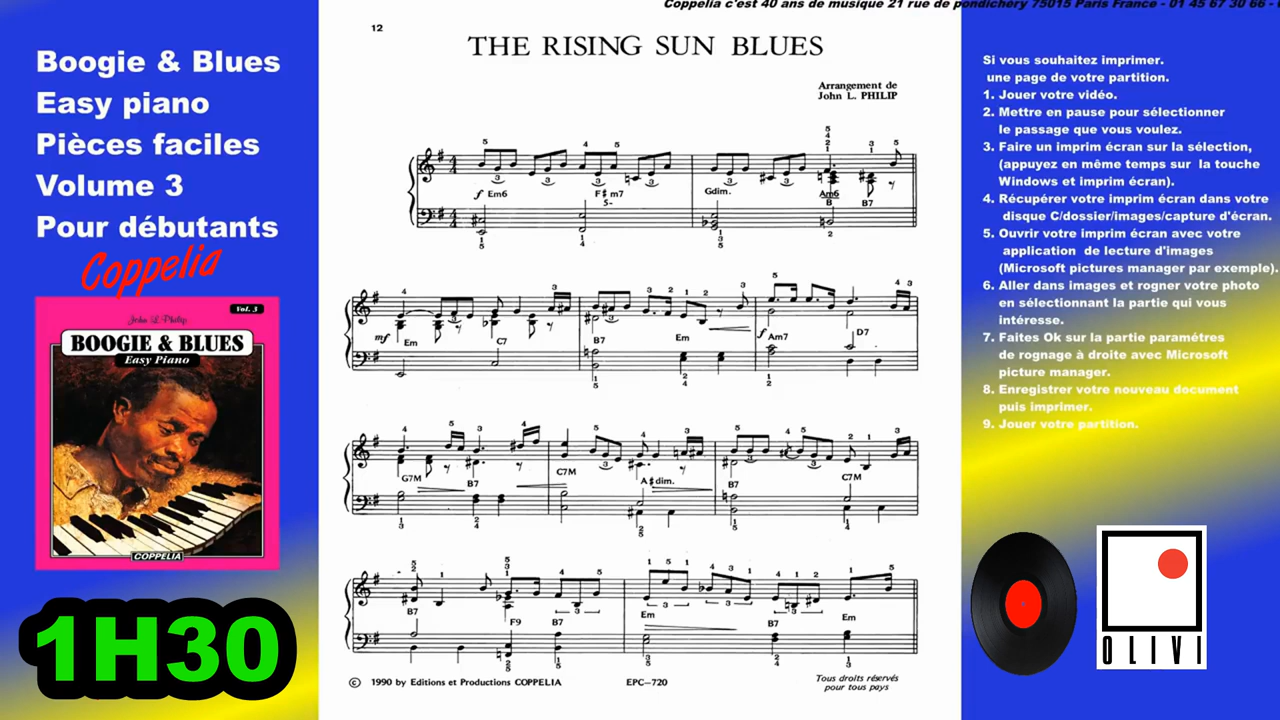 Coppelia c'est 40 ans de musique 21 rue de pondichéry 75015 Paris France - 01 45 67 30 66 -
Boogie & Blues
Easy piano
Pièces faciles
Volume 3
Pour débutants
Coppelia
Vol. 3
John L. Philip
BOOGIE & BLUES
Easy Piano
COPPELIA
1H30
12
THE RISING SUN BLUES
Arrangement de
John L. PHILIP
f Em6 F♯m7 5- Gdim. Am6 B B7
mf Em C7 B7 Em f Am7 D7
G7M B7 C7M A♯dim. B7 C7M
B7 F9 B7 Em B7 Em
© 1990 by Editions et Productions COPPELIA
EPC-720
Tous droits réservés
pour tous pays
Si vous souhaitez imprimer.
une page de votre partition.
1. Jouer votre vidéo.
2. Mettre en pause pour sélectionner
le passage que vous voulez.
3. Faire un imprim écran sur la sélection,
(appuyez en même temps sur la touche
Windows et imprim écran).
4. Récupérer votre imprim écran dans votre
disque C/dossier/images/capture d'écran.
5. Ouvrir votre imprim écran avec votre
application de lecture d'images
(Microsoft pictures manager par exemple).
6. Aller dans images et rogner votre photo
en sélectionnant la partie qui vous
intéresse.
7. Faites Ok sur la partie paramétres
de rognage à droite avec Microsoft
picture manager.
8. Enregistrer votre nouveau document
puis imprimer.
9. Jouer votre partition.
OLIVI